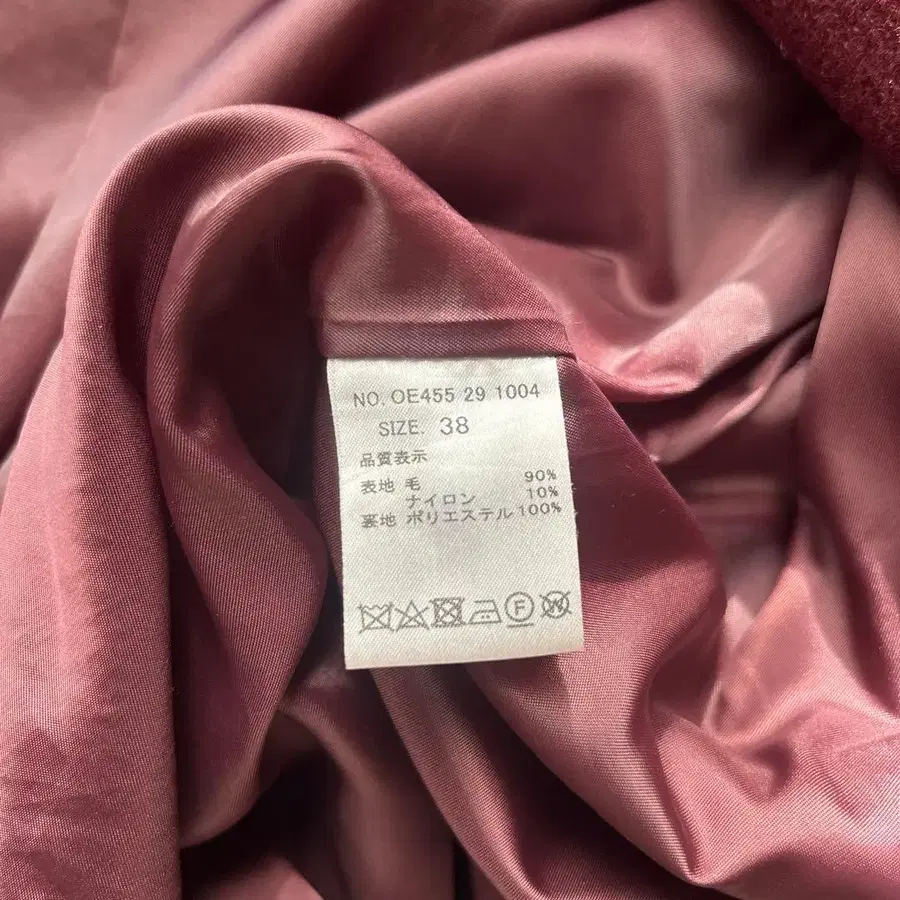 NO. OE455 29 1004
SIZE. 38
品質表示
表地 毛 90%
ナイロン 10%
裏地 ポリエステル 100%
F W